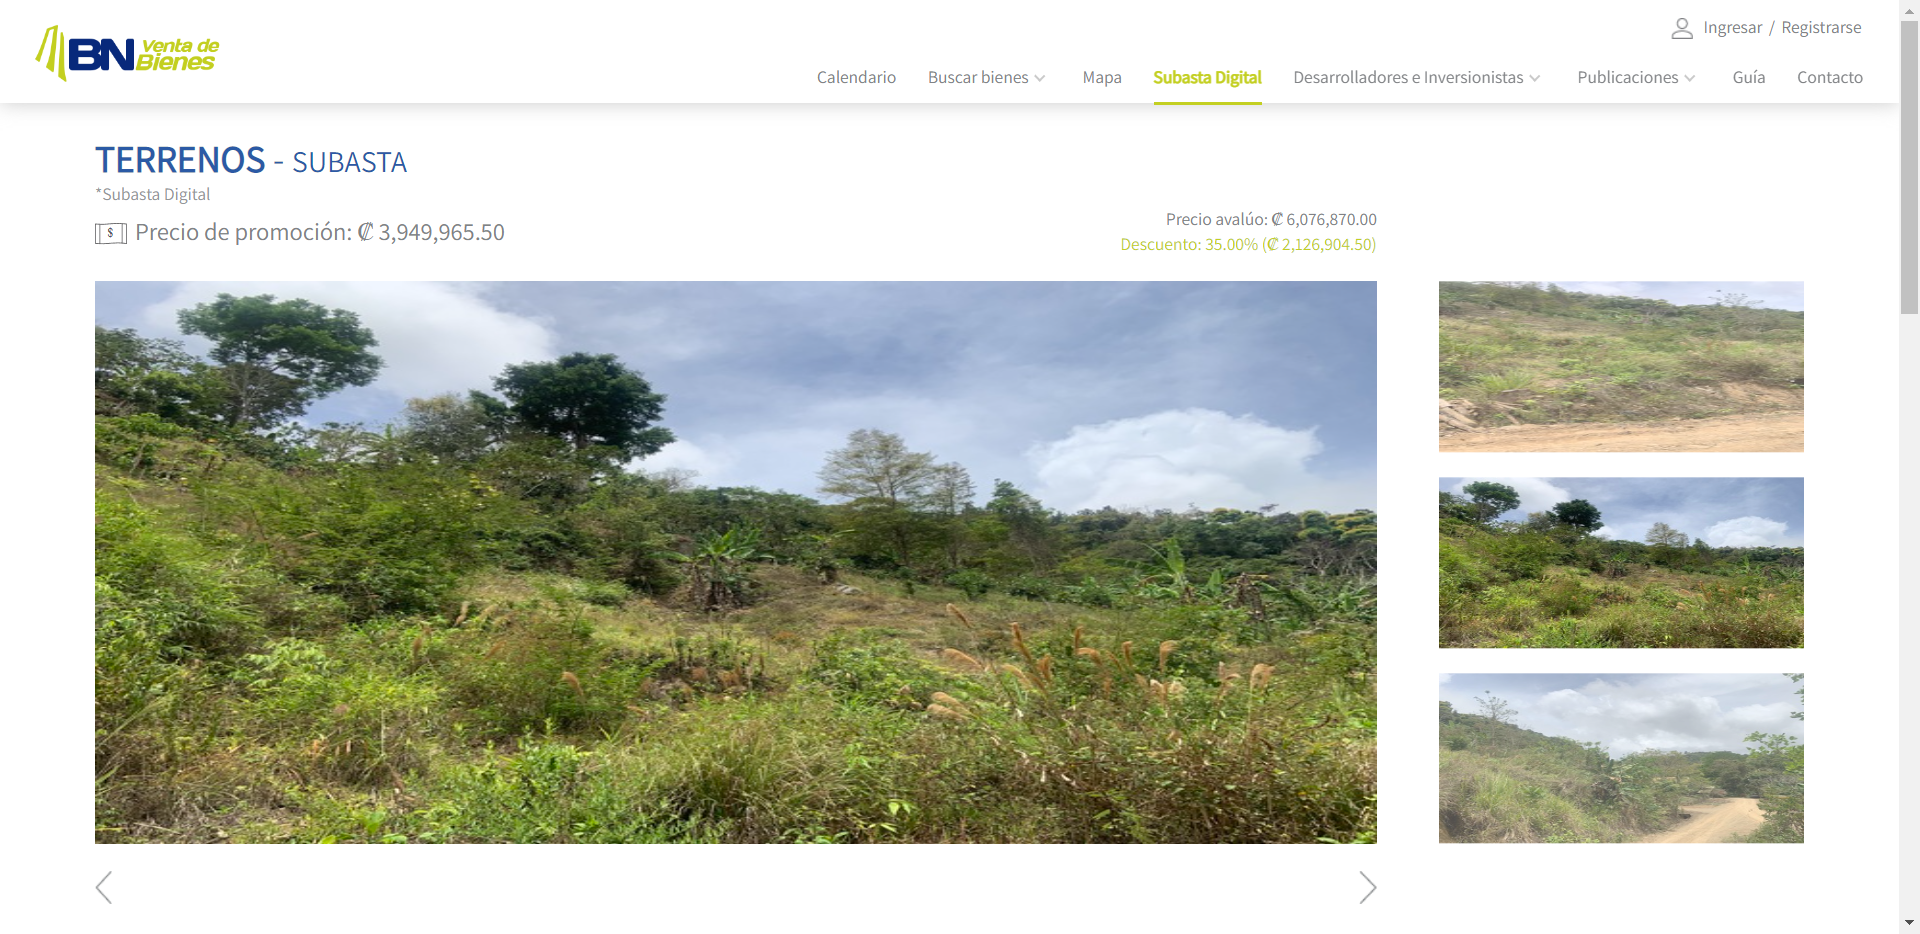 BN Venta de Bienes
Ingresar / Registrarse
Calendario Buscar bienes Mapa Subasta Digital Desarrolladores e Inversionistas Publicaciones Guía Contacto
TERRENOS - SUBASTA
*Subasta Digital
$ Precio de promoción: ₡ 3,949,965.50
Precio avalúo: ₡ 6,076,870.00
Descuento: 35.00% (₡ 2,126,904.50)